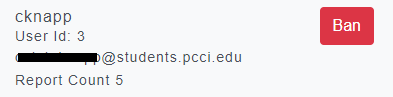 cknapp
Ban
User Id: 3
@students.pcci.edu
Report Count 5